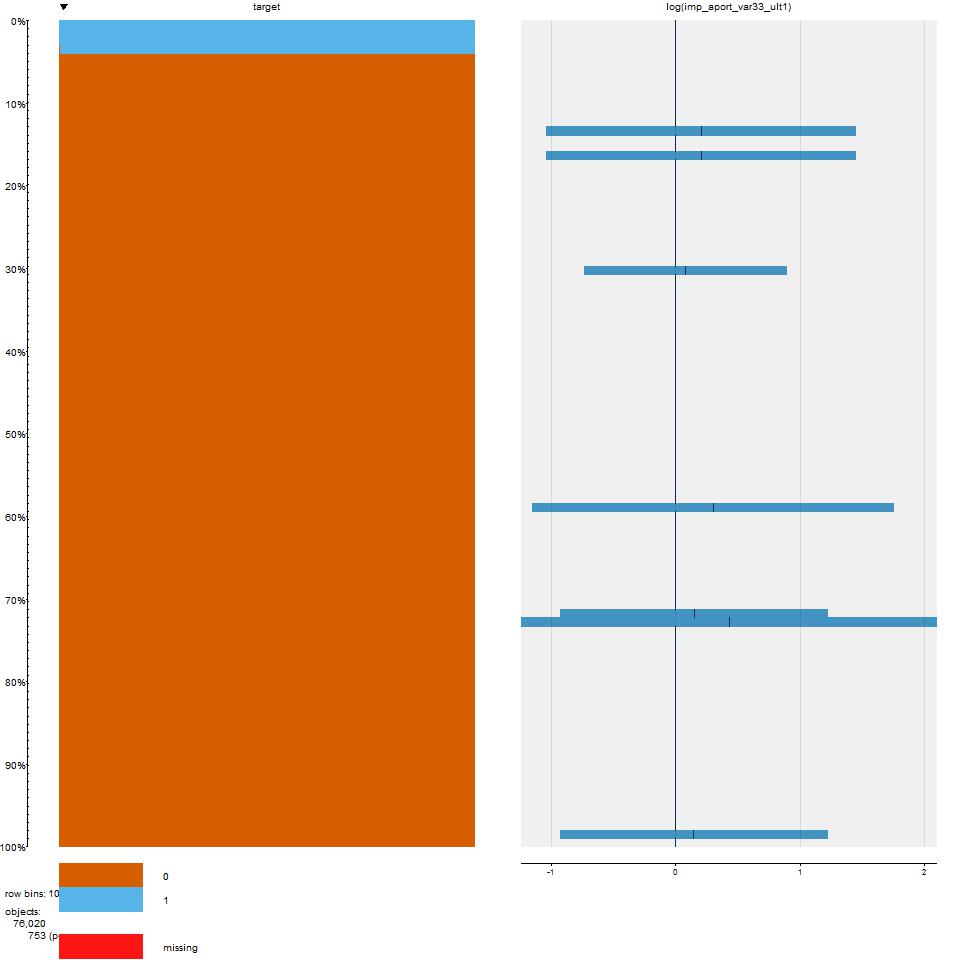 target
log(imp_aport_var33_ult1)
0%
10%
20%
30%
40%
50%
60%
70%
80%
90%
100%
-1 0 1 2
0
row bins: 10
1
objects:
76,020
753 (p
missing